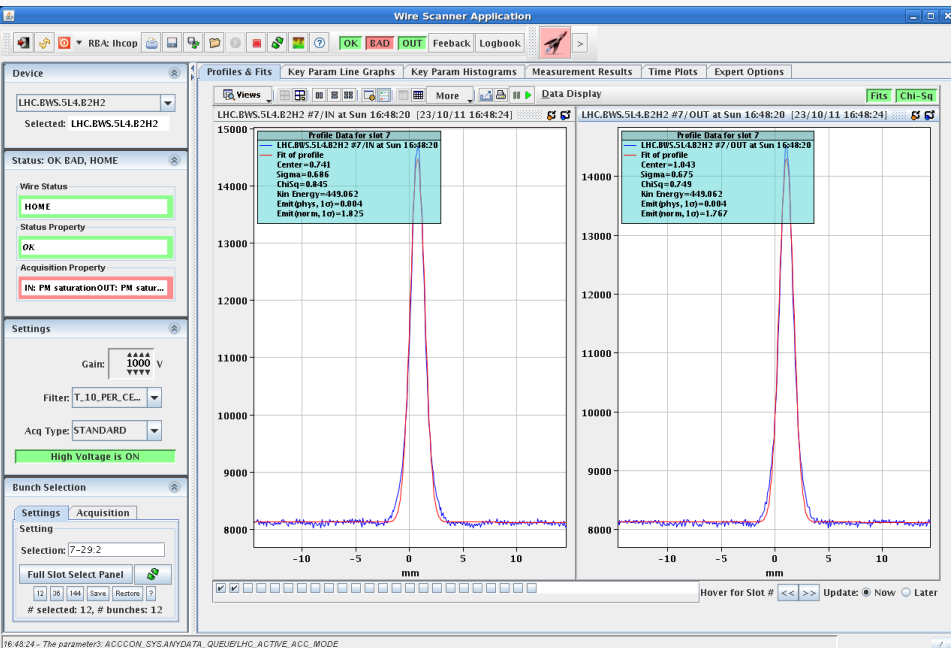 Wire Scanner Application
RBA: lhcop
OK BAD OUT Feeback Logbook >
Device
LHC.BWS.5L4.B2H2
Selected: LHC.BWS.5L4.B2H2
Status: OK BAD, HOME
Wire Status
HOME
Status Property
OK
Acquisition Property
IN: PM saturationOUT: PM satur...
Settings
Gain: 1000 V
Filter: T_10_PER_CE...
Acq Type: STANDARD
High Voltage is ON
Bunch Selection
Settings Acquisition
Setting
Selection: 7-29:2
Full Slot Select Panel
12 36 144 Save Restore ?
# selected: 12, # bunches: 12
Profiles & Fits Key Param Line Graphs Key Param Histograms Measurement Results Time Plots Expert Options
Views More Data Display Fits Chi-Sq
LHC.BWS.5L4.B2H2 #7/IN at Sun 16:48:20 [23/10/11 16:48:24]
15000
14000
13000
12000
11000
10000
9000
8000
Profile Data for slot 7
LHC.BWS.5L4.B2H2 #7/IN at Sun 16:48:20
Fit of profile
Center=0.741
Sigma=0.686
ChiSq=0.845
Kin Energy=449.062
Emit(phys, 1σ)=0.004
Emit(norm, 1σ)=1.825
-10 -5 0 5 10
mm
LHC.BWS.5L4.B2H2 #7/OUT at Sun 16:48:20 [23/10/11 16:48:24]
14000
13000
12000
11000
10000
9000
8000
Profile Data for slot 7
LHC.BWS.5L4.B2H2 #7/OUT at Sun 16:48:20
Fit of profile
Center=1.043
Sigma=0.675
ChiSq=0.749
Kin Energy=449.062
Emit(phys, 1σ)=0.004
Emit(norm, 1σ)=1.767
-10 -5 0 5 10
mm
Hover for Slot # << >> Update: Now Later
16:48:24 - The parameter3: ACCCON_SYS.ANYDATA_QUEUE/LHC_ACTIVE_ACC_MODE